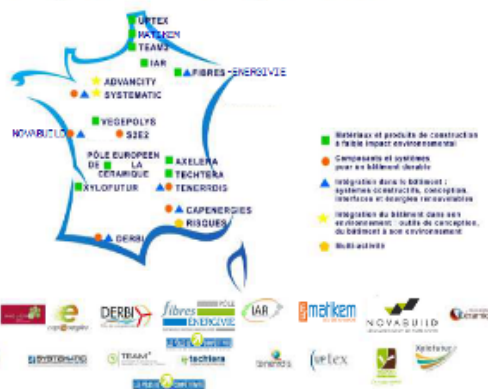 UPTEX
MATIKEM
TEAM2
IAR
FIBRES-ENERGIVIE
ADVANCITY
SYSTEMATIC
VEGEPOLYS
NOVABUILD
S2E2
PÔLE EUROPEEN
DE LA
CERAMIQUE
AXELERA
TECHTERA
XYLOFUTUR
TENERRDIS
CAPENERGIES
RISQUES
DERBI
Matériaux et produits de construction
à faible impact environnemental
Composants et systèmes
pour un bâtiment durable
Intégration dans le bâtiment :
systèmes constructifs, conception,
interfaces et énergies renouvelables
Intégration du bâtiment dans son
environnement : outils de conception,
du bâtiment à son environnement
Multi-activité
DERBI
fibres
PÔLE
ENERGIVIE
IAR
matikem
NOVABUILD
SYSTEMATIC
TEAM2
techtera
tenerrdis
uptex
Xylofutur